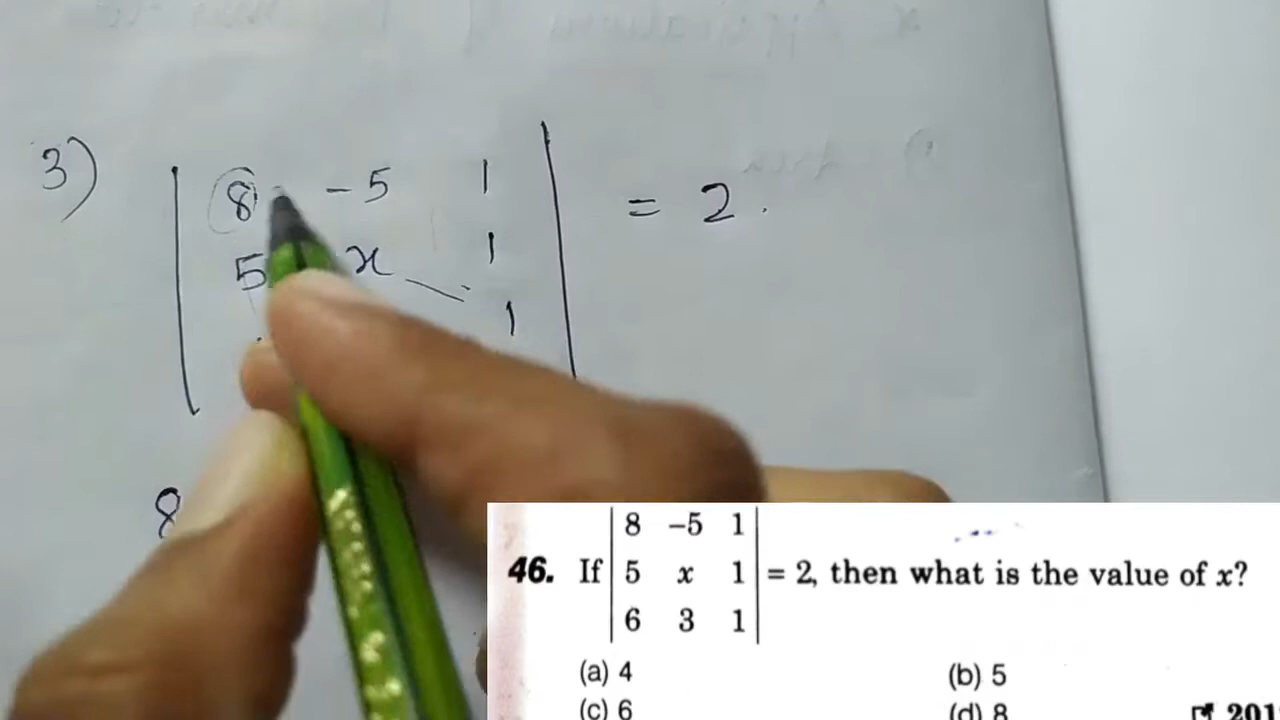 3)
8 -5 1
5 x 1 = 2.
1
8
8 -5 1
46. If 5 x 1 = 2, then what is the value of x?
6 3 1
(a) 4 (b) 5
(c) 6 (d) 8
201